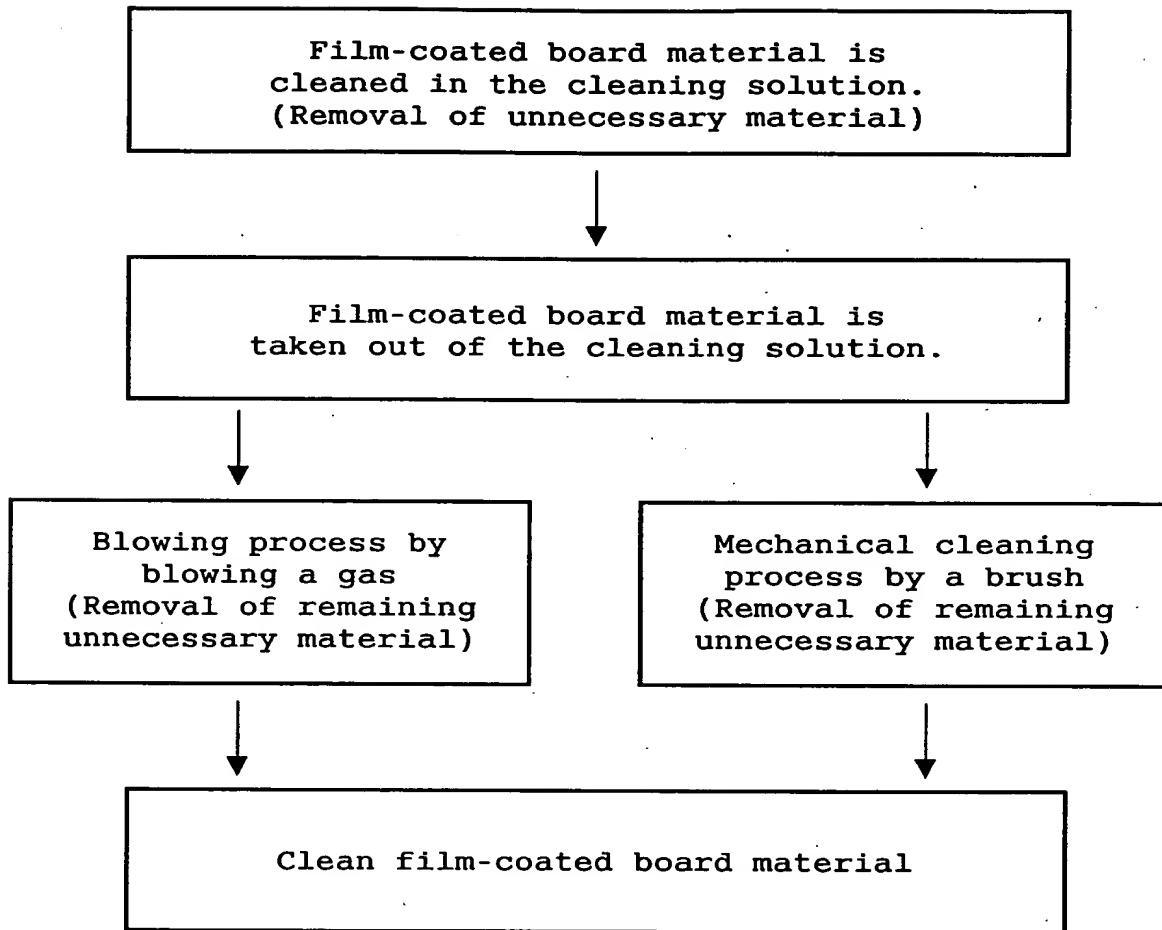 Film-coated board material is
cleaned in the cleaning solution.
(Removal of unnecessary material)
Film-coated board material is
taken out of the cleaning solution.
Blowing process by
blowing a gas
(Removal of remaining
unnecessary material)
Mechanical cleaning
process by a brush
(Removal of remaining
unnecessary material)
Clean film-coated board material